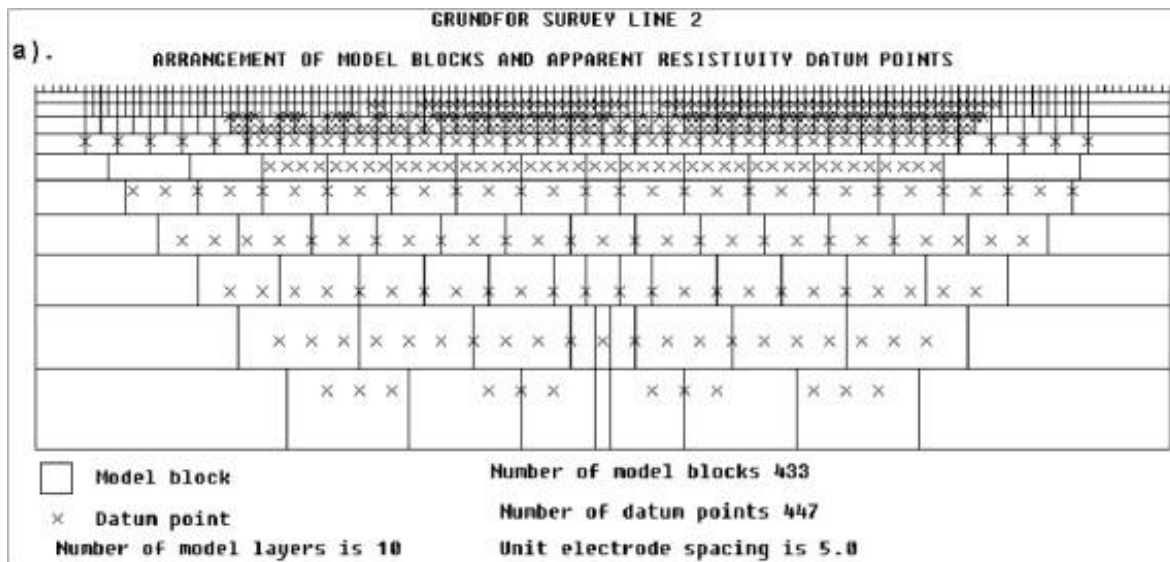 GRUNDFOR SURVEY LINE 2
a).
ARRANGEMENT OF MODEL BLOCKS AND APPARENT RESISTIVITY DATUM POINTS
Model block
Number of model blocks 433
Datum point
Number of datum points 447
Number of model layers is 10
Unit electrode spacing is 5.0